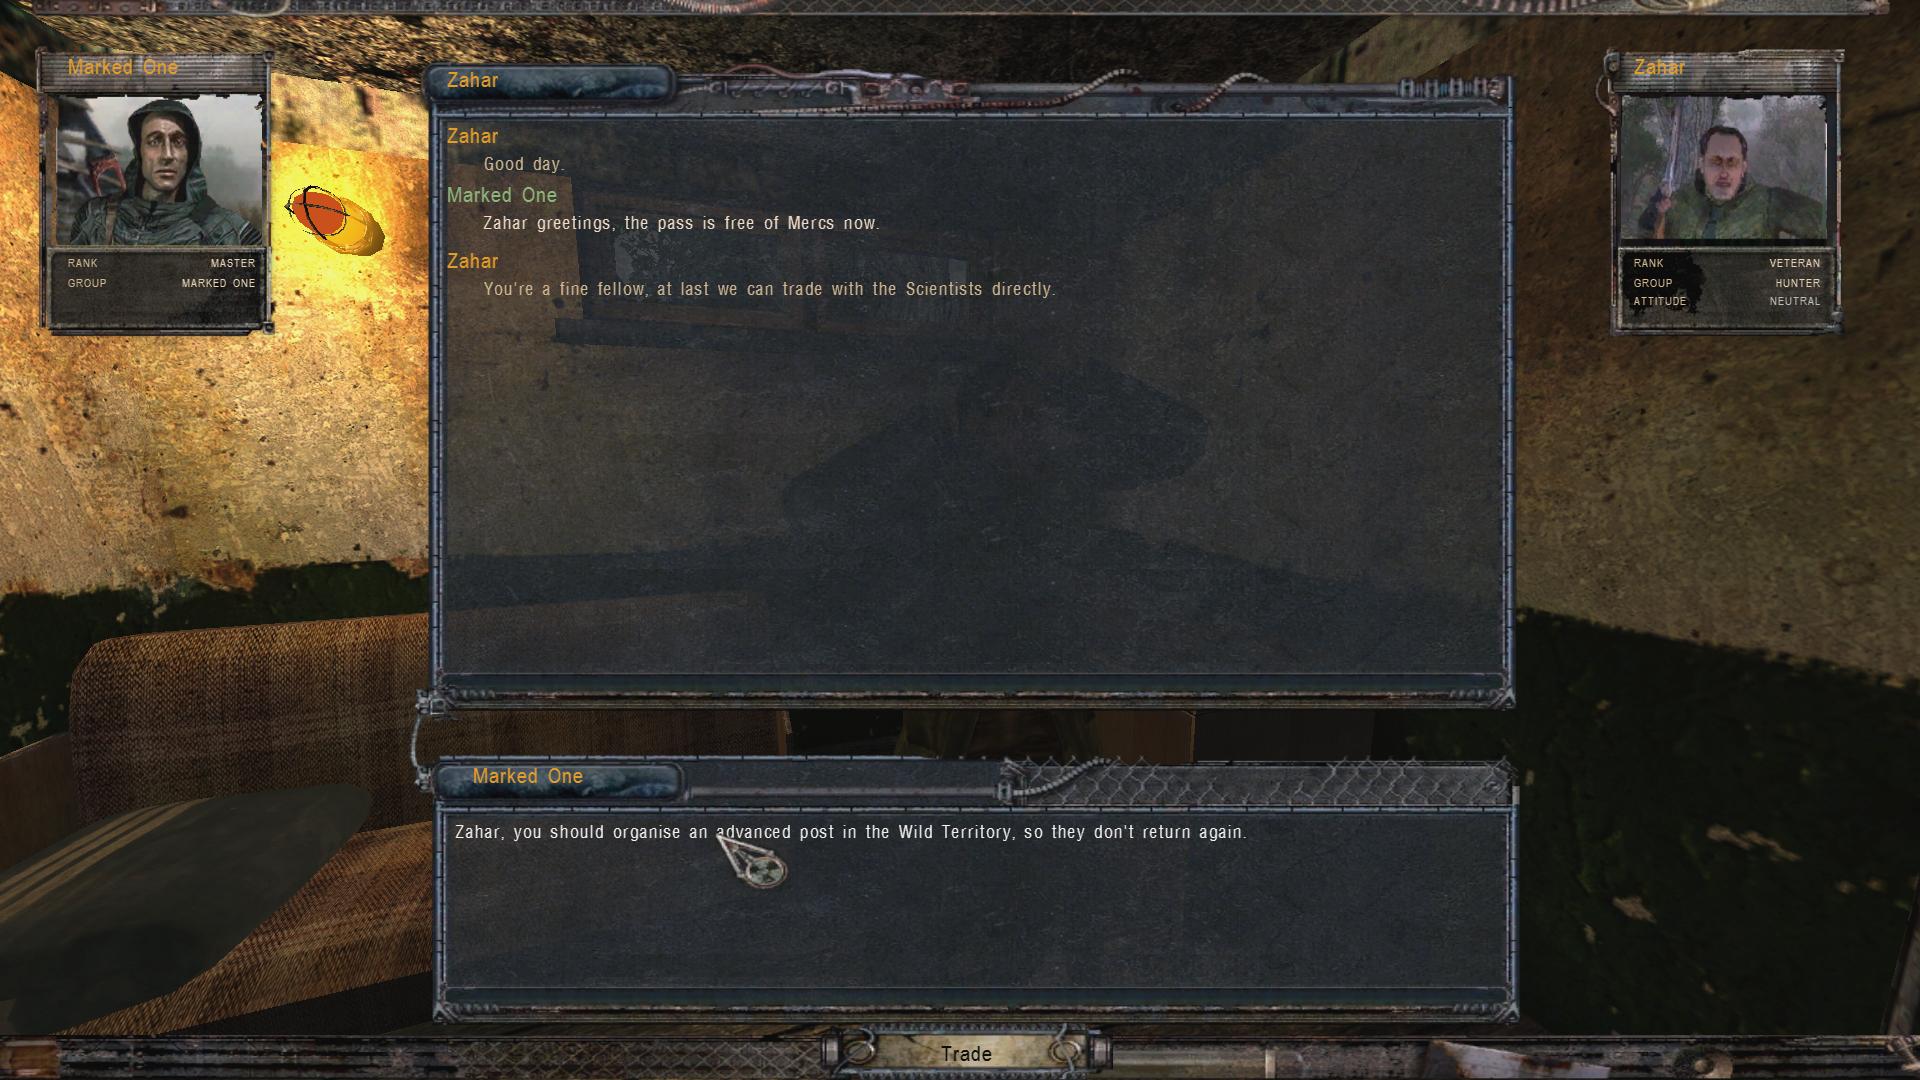 Marked One
RANK MASTER
GROUP MARKED ONE
Zahar
Zahar
Good day.
Marked One
Zahar greetings, the pass is free of Mercs now.
Zahar
You're a fine fellow, at last we can trade with the Scientists directly.
Zahar
RANK VETERAN
GROUP HUNTER
ATTITUDE NEUTRAL
Marked One
Zahar, you should organise an advanced post in the Wild Territory, so they don't return again.
Trade